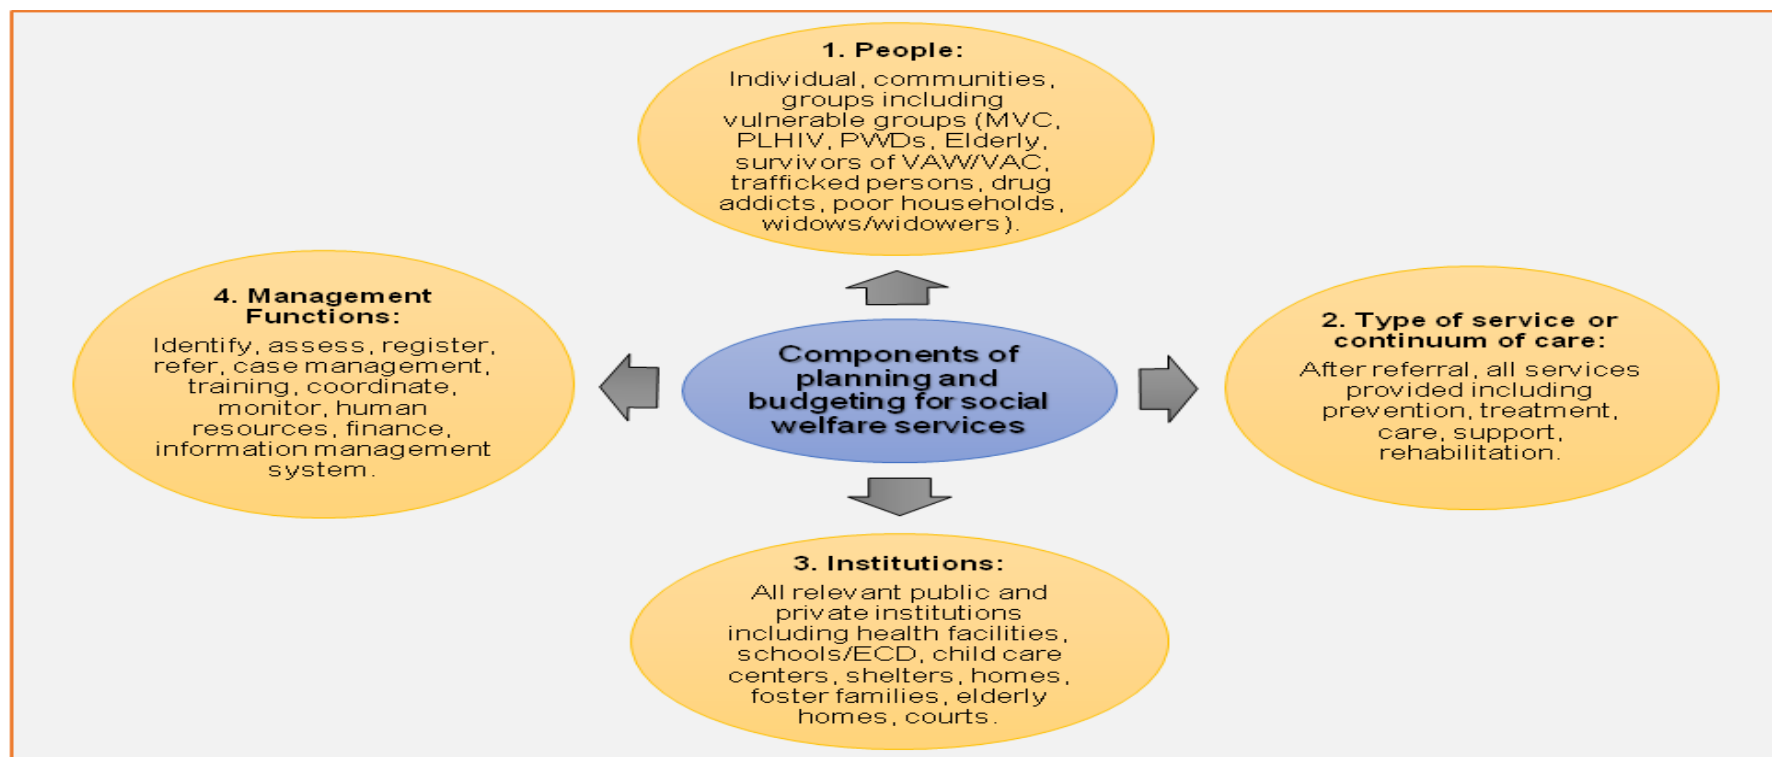 1. People:
Individual, communities,
groups including
vulnerable groups (MVC,
PLHIV, PWDs, Elderly,
survivors of VAW/VAC,
trafficked persons, drug
addicts, poor households,
widows/widowers).
4. Management
Functions:
Identify, assess, register,
refer, case management,
training, coordinate,
monitor, human
resources, finance,
information management
system.
Components of
planning and
budgeting for social
welfare services
2. Type of service or
continuum of care:
After referral, all services
provided including
prevention, treatment,
care, support,
rehabilitation.
3. Institutions:
All relevant public and
private institutions
including health facilities,
schools/ECD, child care
centers, shelters, homes,
foster families, elderly
homes, courts.